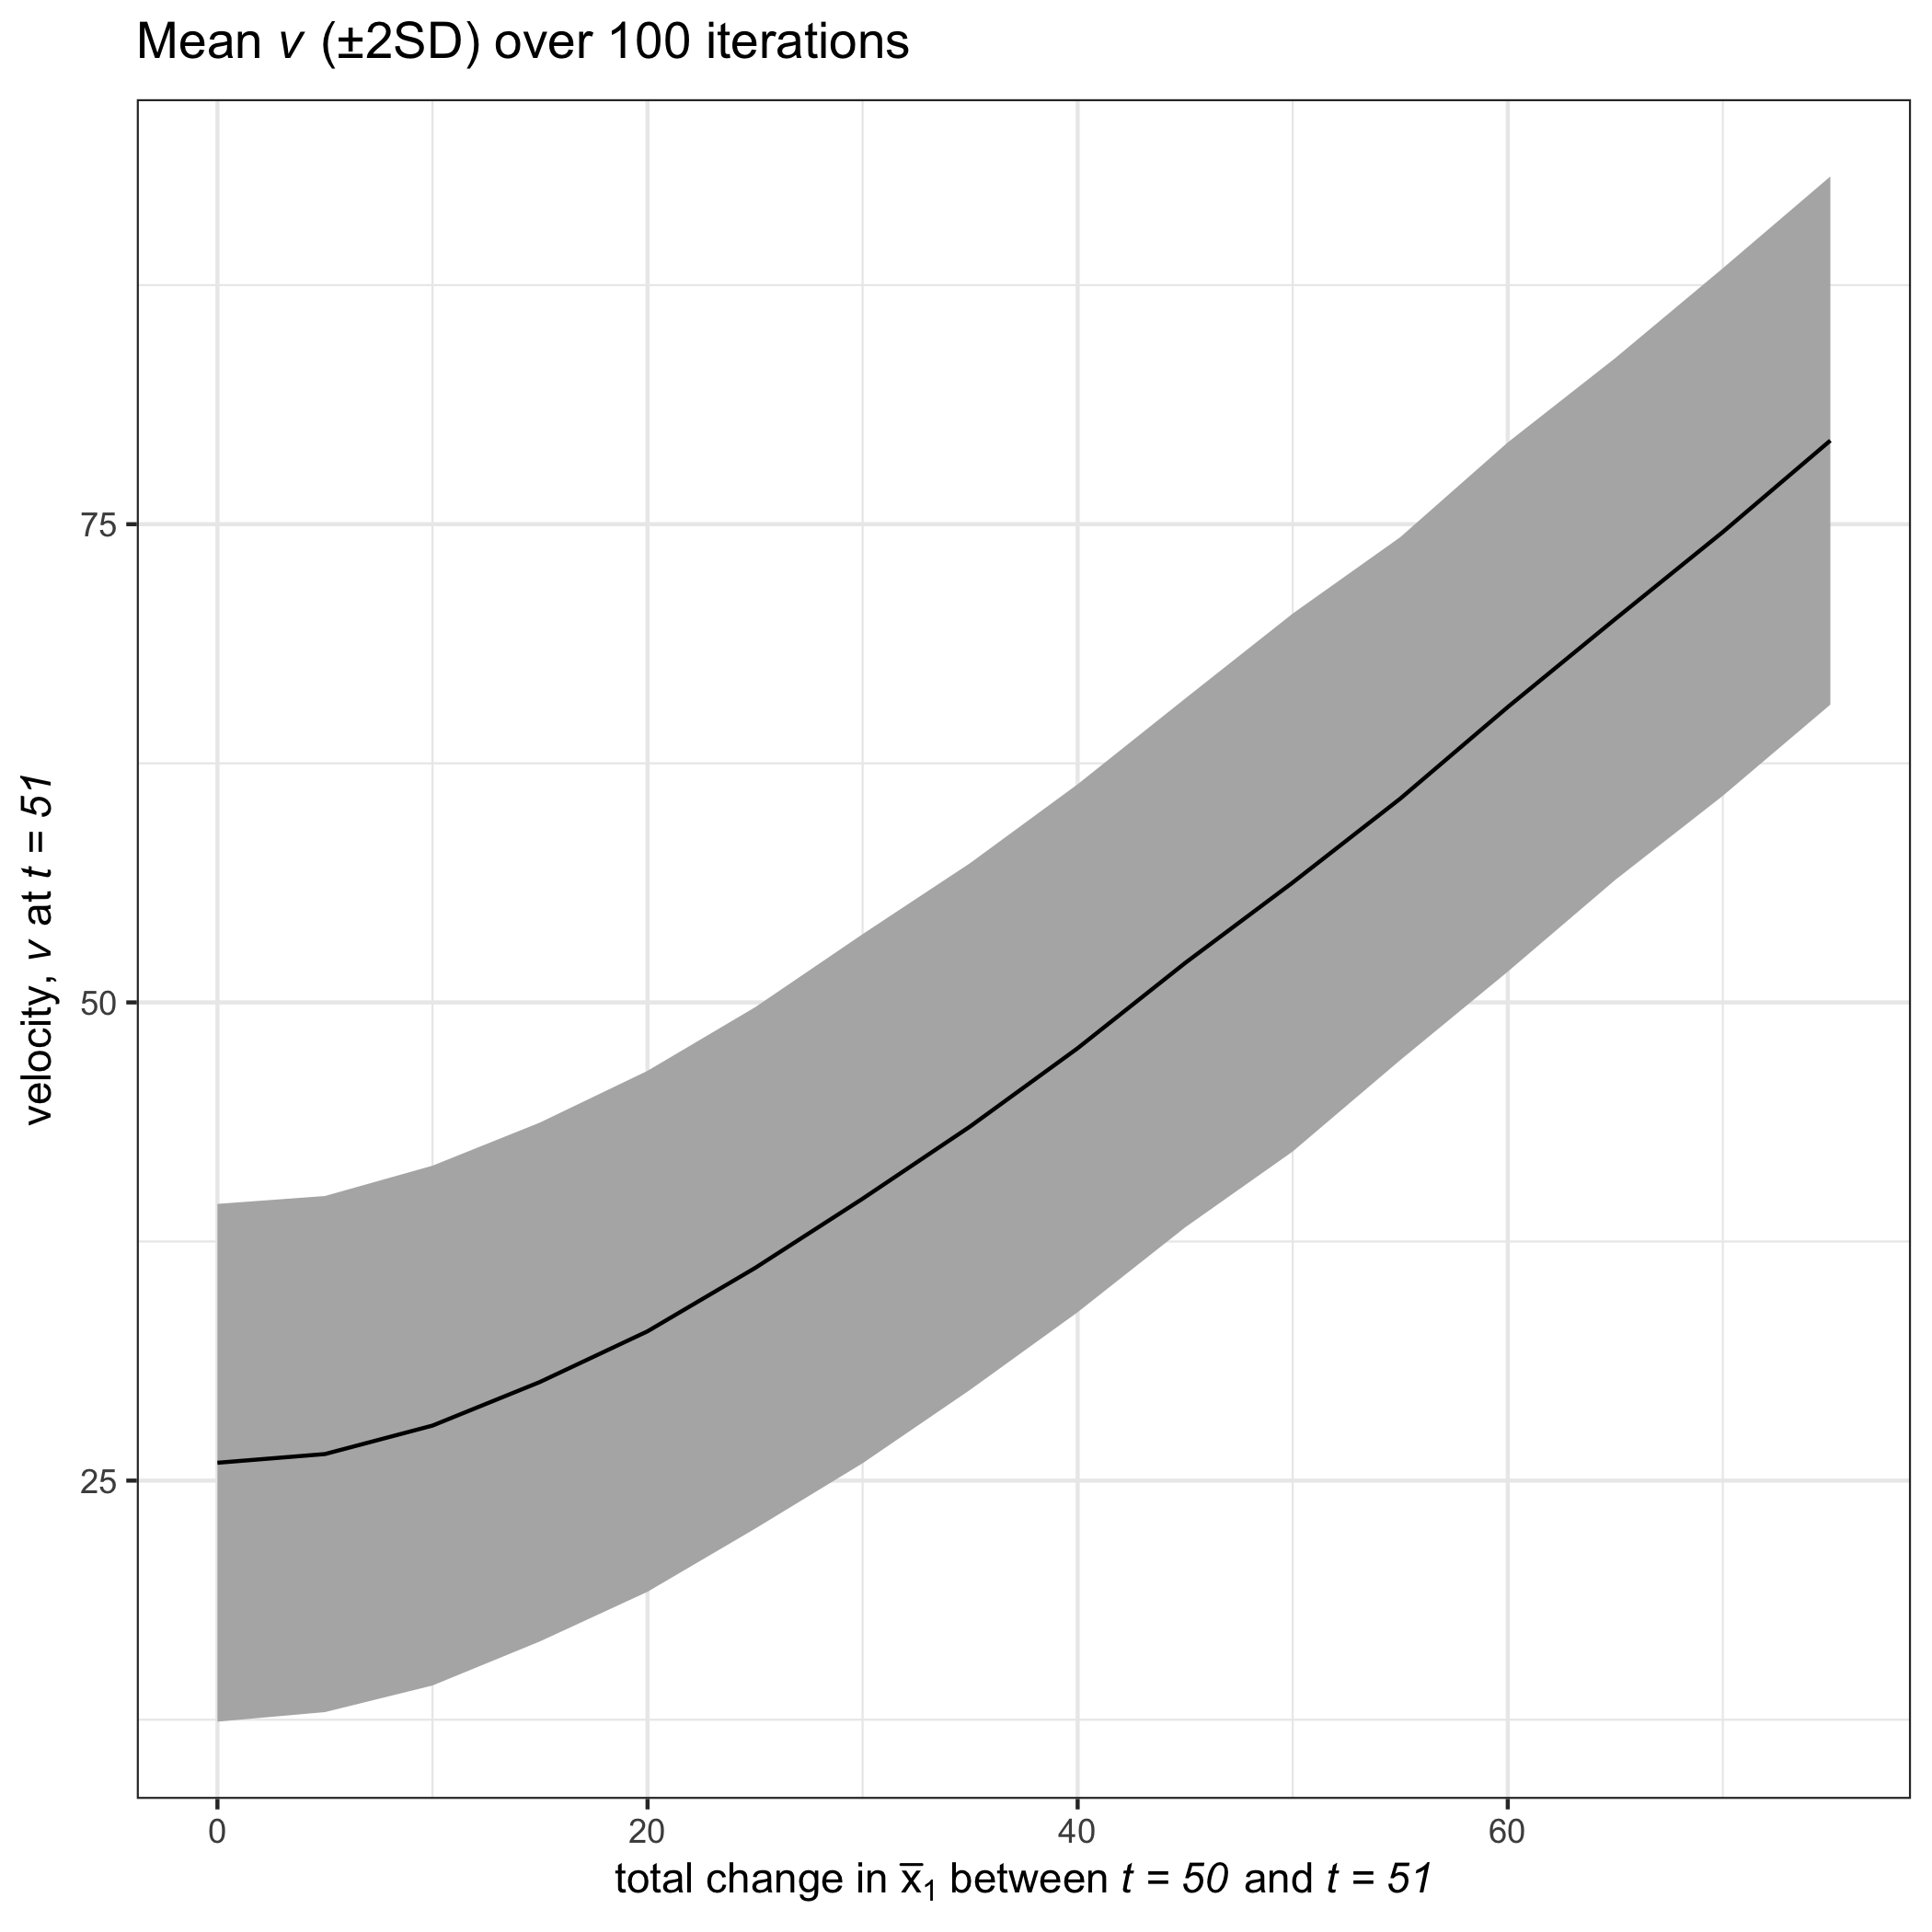 Mean v (±2SD) over 100 iterations
velocity, v at t = 51
75
50
25
0
20
40
60
total change in x̅₁ between t = 50 and t = 51